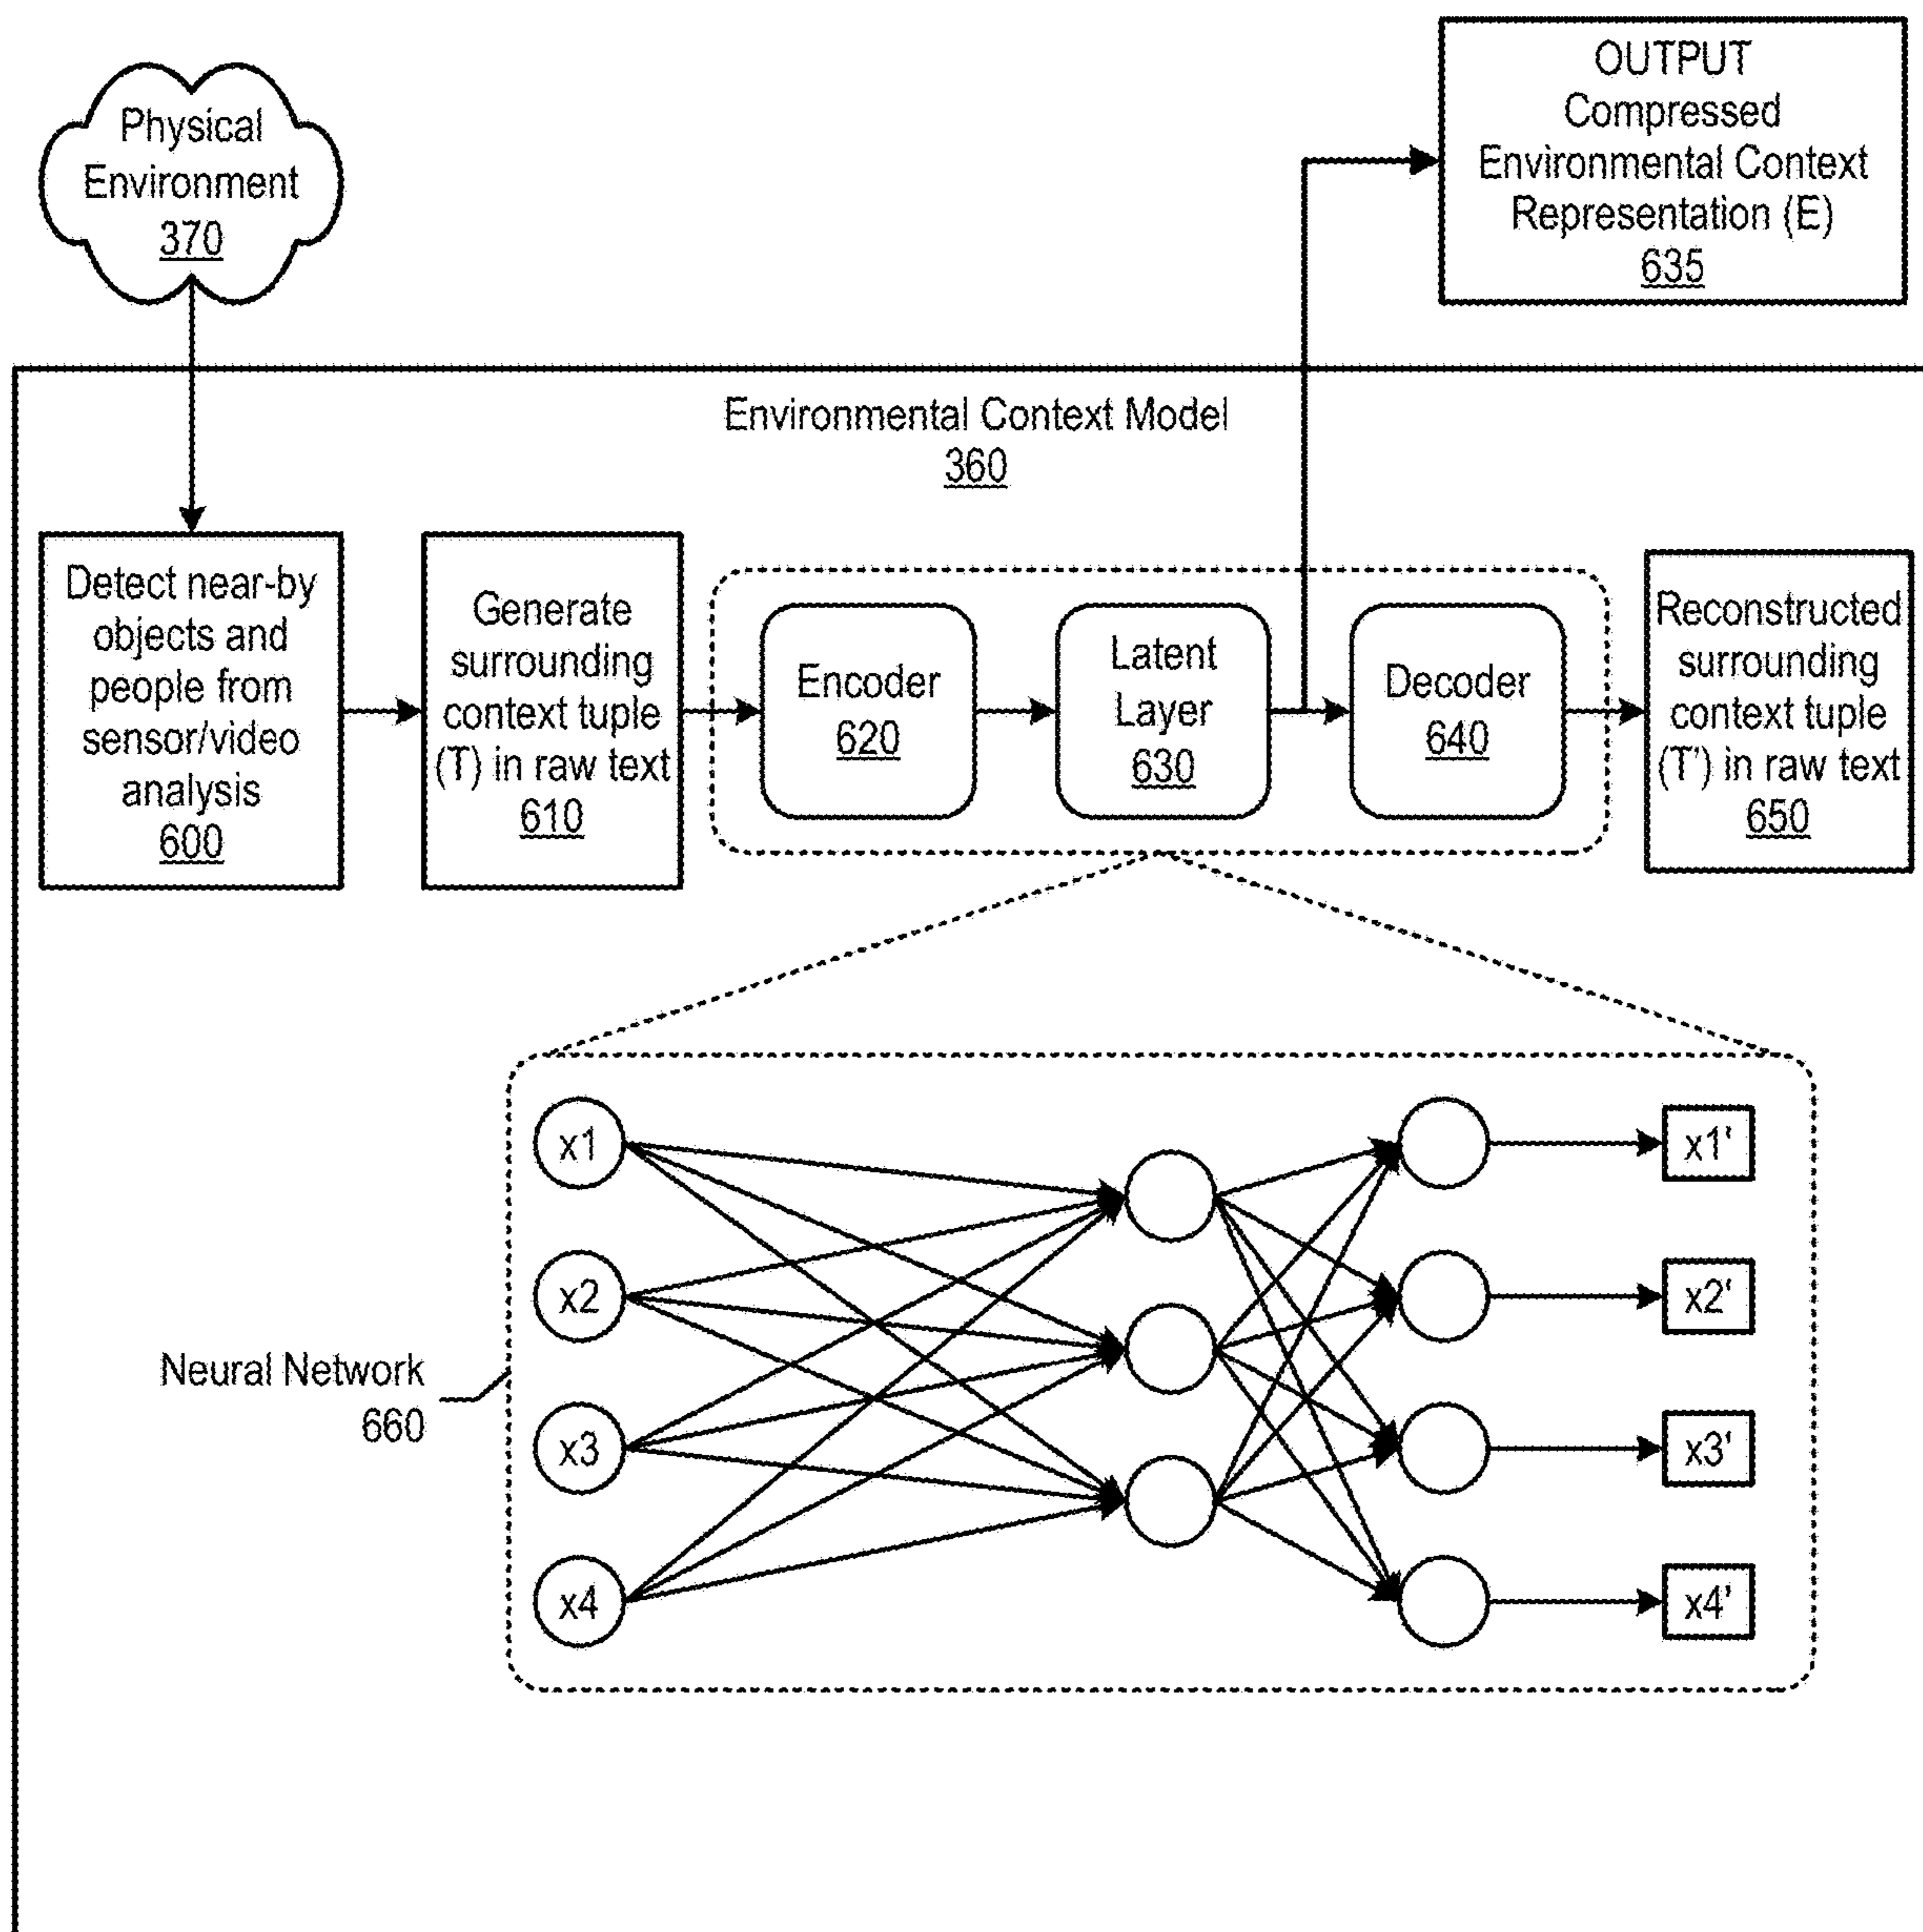 Physical
Environment
370
OUTPUT
Compressed
Environmental Context
Representation (E)
635
Environmental Context Model
360
Detect near-by
objects and
people from
sensor/video
analysis
600
Generate
surrounding
context tuple
(T) in raw text
610
Encoder
620
Latent
Layer
630
Decoder
640
Reconstructed
surrounding
context tuple
(T') in raw text
650
Neural Network
660
x1
x2
x3
x4
x1'
x2'
x3'
x4'